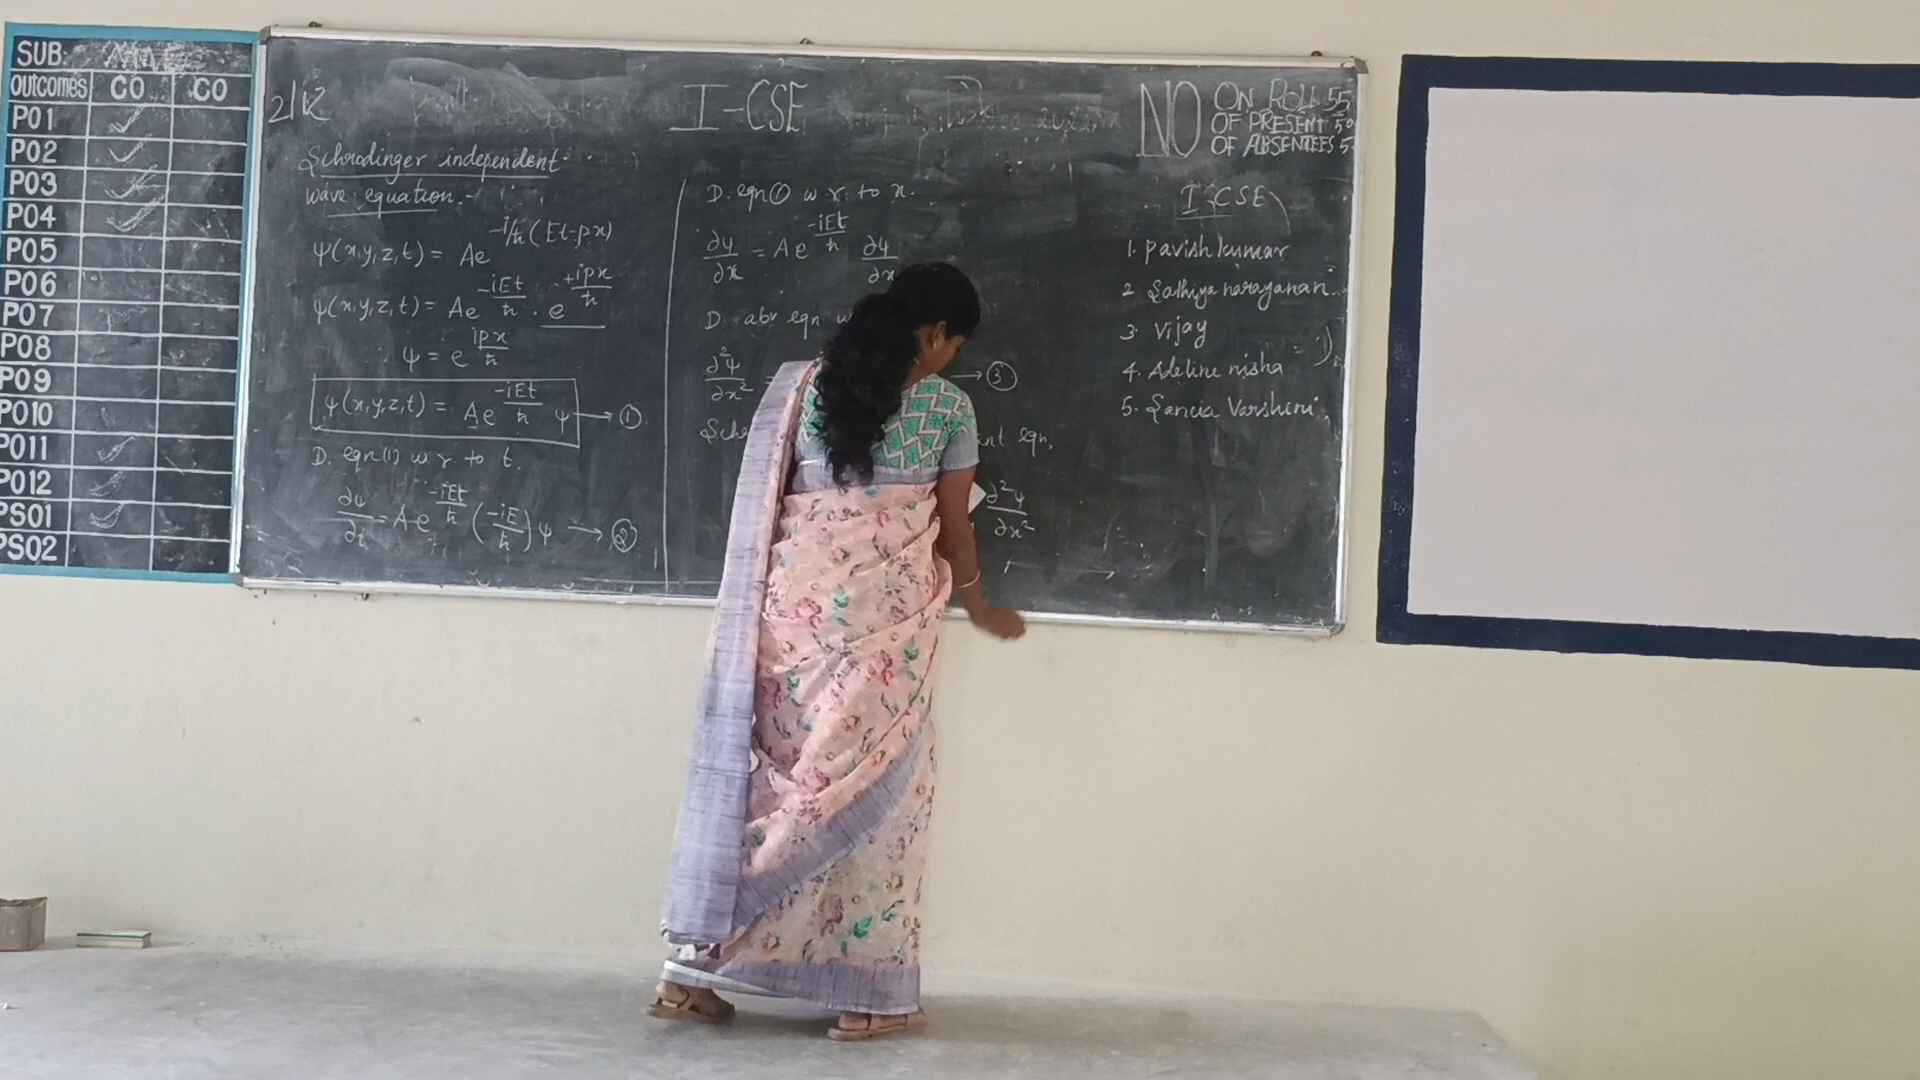 SUB:
outcomes CO CO
PO1
PO2
PO3
PO4
PO5
PO6
PO7
PO8
PO9
PO10
PO11
PO12
PSO1
PSO2
2/12
I-CSE
NO ON ROLL 55
OF PRESENT 50
OF ABSENTEES 5
Schrodinger independent
wave equation.-
ψ(x,y,z,t) = Ae^-i/ħ(Et-px)
ψ(x,y,z,t) = Ae^-iEt/ħ . e^+ipx/ħ
ψ = e^ipx/ħ
ψ(x,y,z,t) = Ae^-iEt/ħ ψ → ①
D. eqn(1) w r to t.
∂ψ/∂t = Ae^-iEt/ħ (-iE/ħ) ψ → ②
D. eqn① w r to x.
∂ψ/∂x = Ae^-iEt/ħ ∂ψ/∂x
D. abv eqn w
∂²ψ/∂x² = → ③
eqn,
∂²ψ/∂x²
I CSE
1. Pavish kumar
2 Sathiya narayanan
3. Vijay
4. Adeline nisha
5. Sancia Varshini